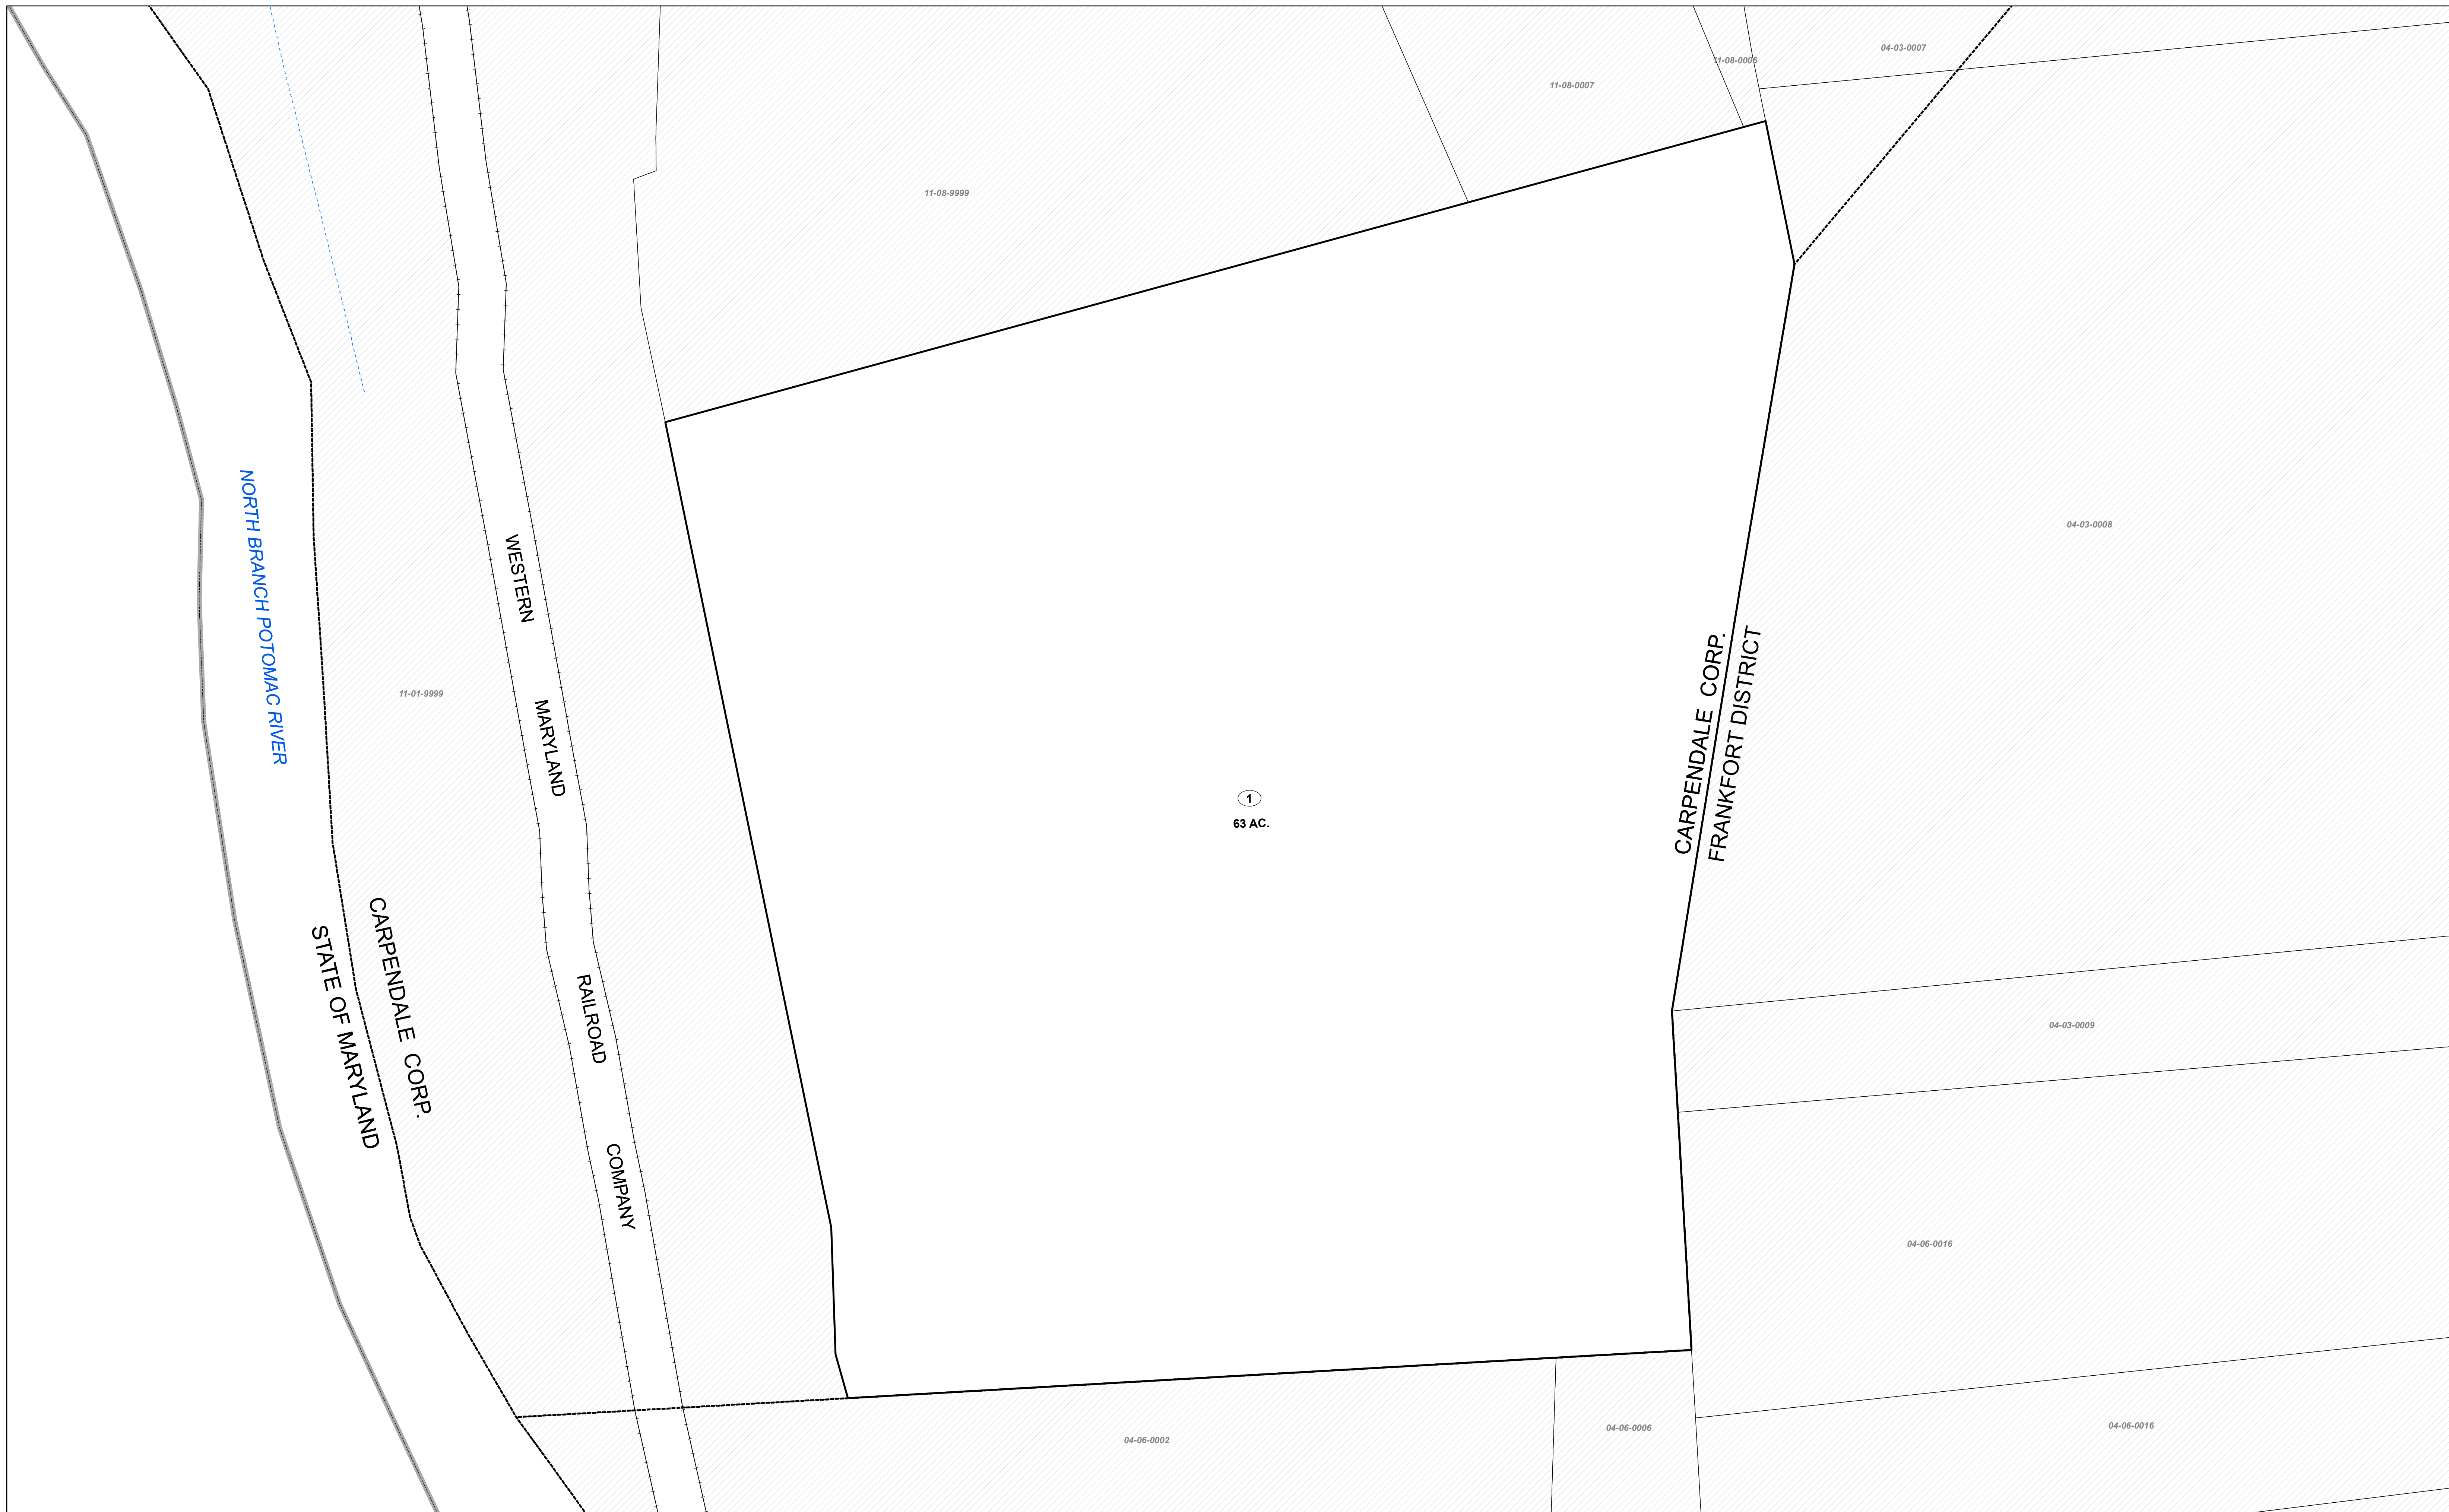 04-03-0007
11-08-0006
11-08-0007
11-08-9999
NORTH BRANCH POTOMAC RIVER
WESTERN
MARYLAND
RAILROAD
COMPANY
04-03-0008
CARPENDALE CORP.
FRANKFORT DISTRICT
11-01-9999
1
63 AC.
CARPENDALE CORP.
STATE OF MARYLAND
04-03-0009
04-06-0016
04-06-0002
04-06-0006
04-06-0016